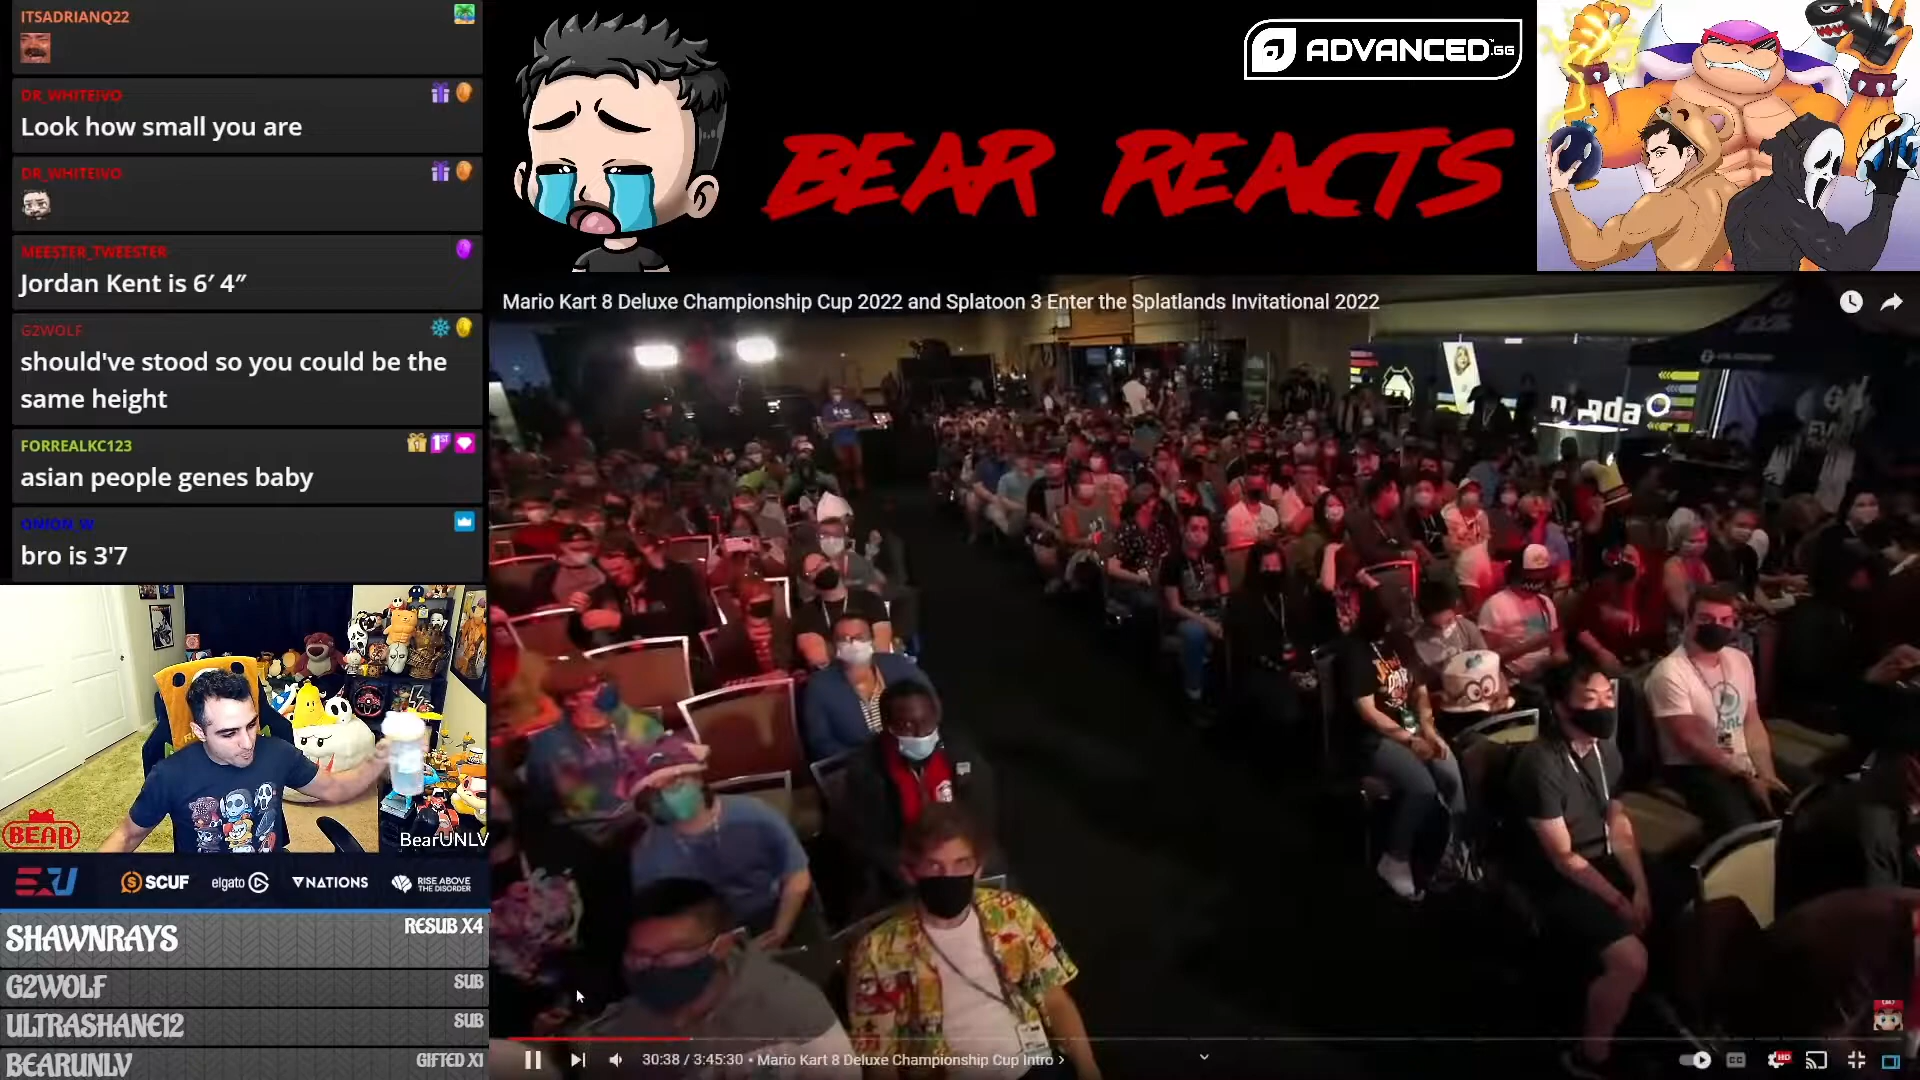 ITSADRIANQ22
DR_WHITEIVO
Look how small you are
DR_WHITEIVO
MEESTER_TWEESTER
Jordan Kent is 6′ 4″
G2WOLF
should've stood so you could be the
same height
FORREALKC123
asian people genes baby
OMION_W
bro is 3'7
BEAR
BearUNLV
EXU
SCUF
elgato
NATIONS
RISE ABOVE
THE DISORDER
SHAWNRAYS
RESUB X4
G2WOLF
SUB
ULTRASHANE12
SUB
BEARUNLV
GIFTED X1
ADVANCED.GG
BEAR REACTS
Mario Kart 8 Deluxe Championship Cup 2022 and Splatoon 3 Enter the Splatlands Invitational 2022
30:38 / 3:45:30 • Mario Kart 8 Deluxe Championship Cup Intro ›
CC
HD